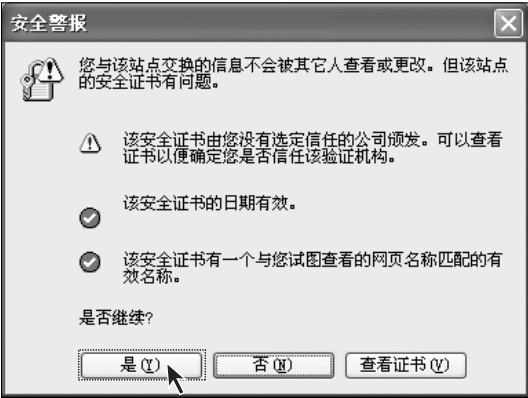 安全警报
您与该站点交换的信息不会被其它人查看或更改。但该站点
的安全证书有问题。
该安全证书由您没有选定信任的公司颁发。可以查看
证书以便确定您是否信任该验证机构。
该安全证书的日期有效。
该安全证书有一个与您试图查看的网页名称匹配的有
效名称。
是否继续?
是(Y) 否(N) 查看证书(V)